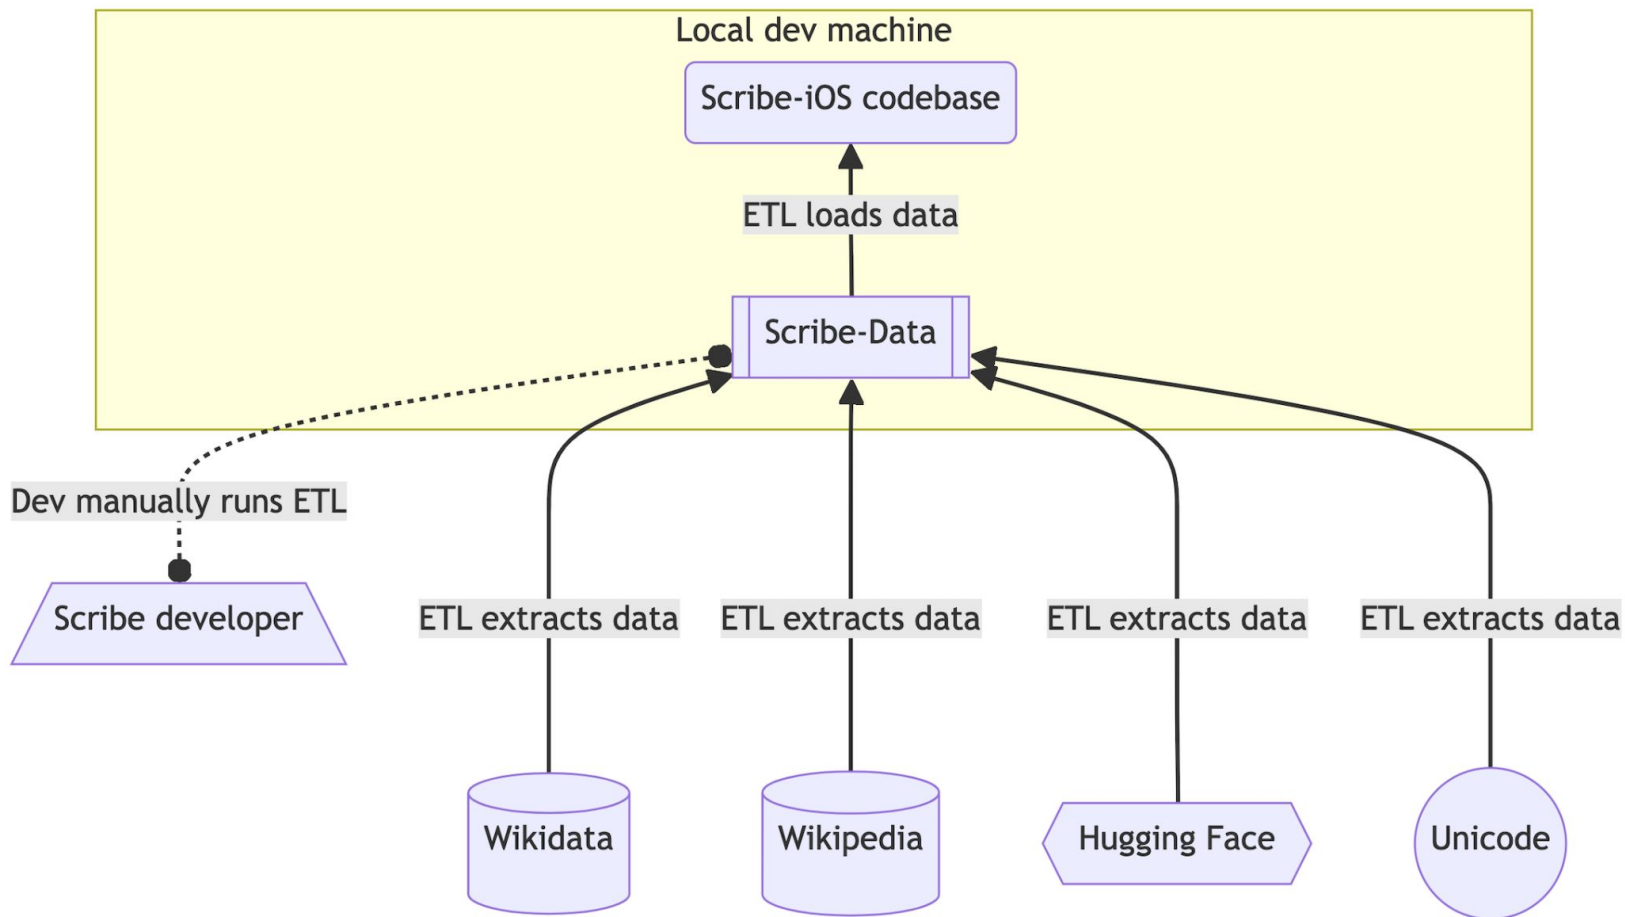 Local dev machine
Scribe-iOS codebase
ETL loads data
Scribe-Data
Dev manually runs ETL
Scribe developer
ETL extracts data
ETL extracts data
ETL extracts data
ETL extracts data
Wikidata
Wikipedia
Hugging Face
Unicode